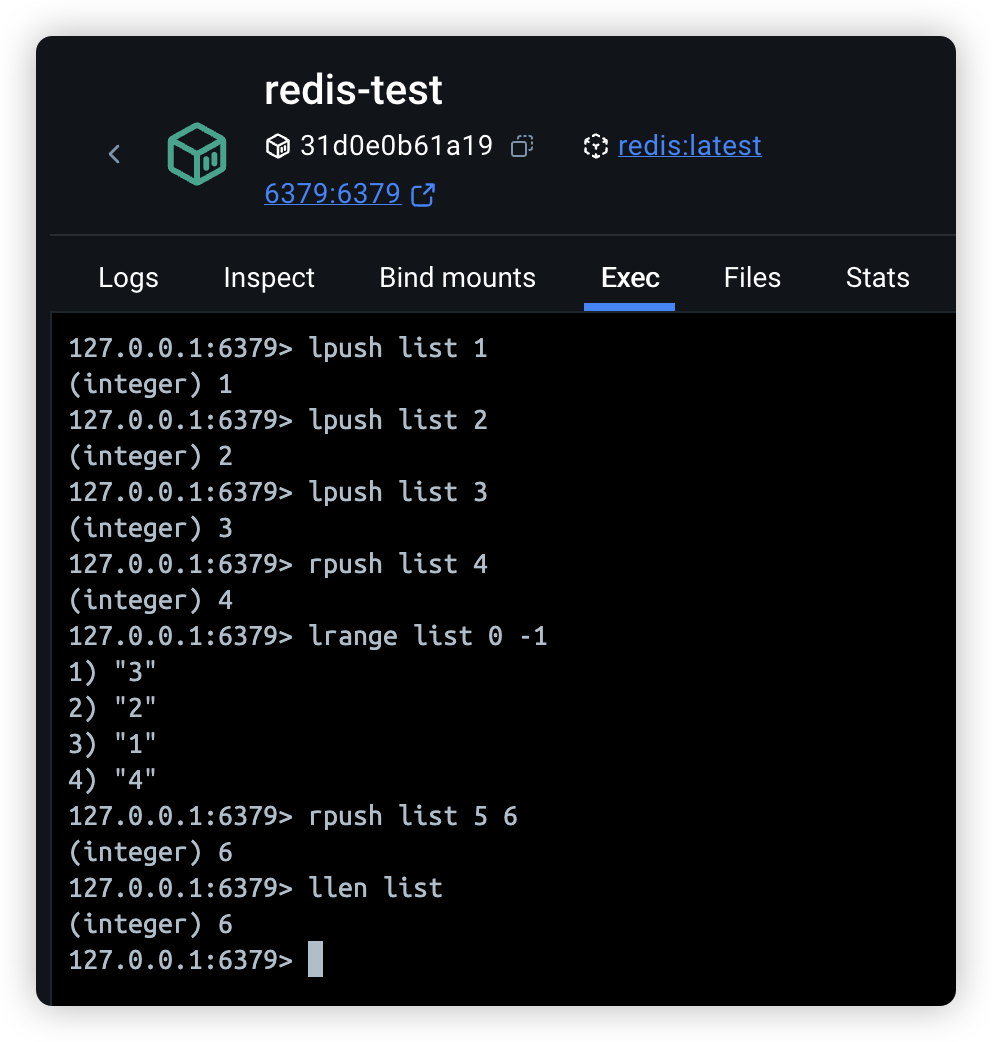 redis-test
31d0e0b61a19 redis:latest
6379:6379
Logs Inspect Bind mounts Exec Files Stats
127.0.0.1:6379> lpush list 1
(integer) 1
127.0.0.1:6379> lpush list 2
(integer) 2
127.0.0.1:6379> lpush list 3
(integer) 3
127.0.0.1:6379> rpush list 4
(integer) 4
127.0.0.1:6379> lrange list 0 -1
1) "3"
2) "2"
3) "1"
4) "4"
127.0.0.1:6379> rpush list 5 6
(integer) 6
127.0.0.1:6379> llen list
(integer) 6
127.0.0.1:6379>